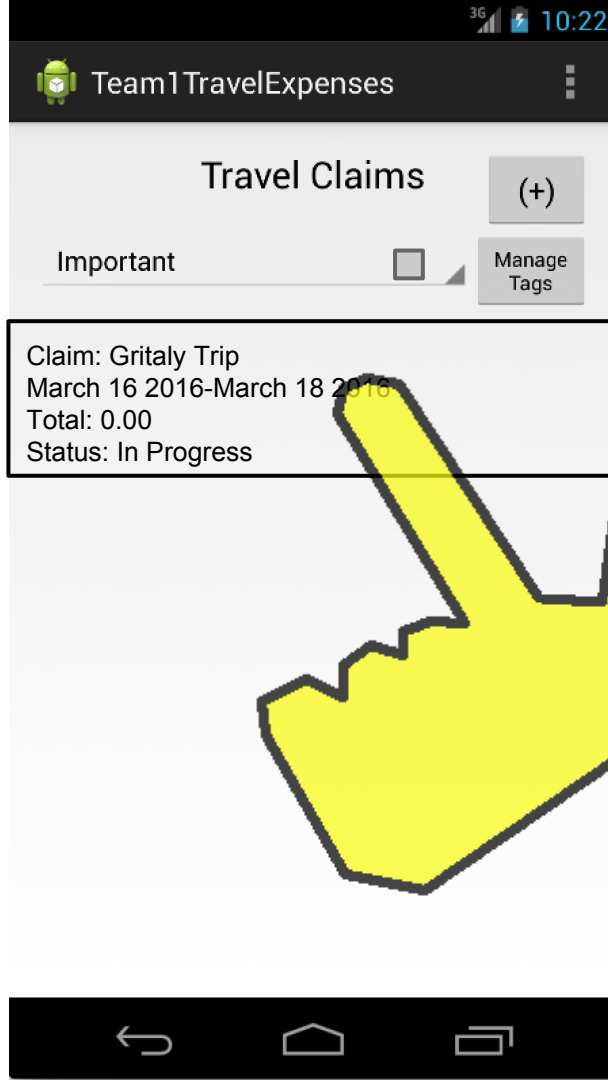 3G 10:22
Team1TravelExpenses
Travel Claims
(+)
Important
Manage
Tags
Claim: Gritaly Trip
March 16 2016-March 18 2016
Total: 0.00
Status: In Progress